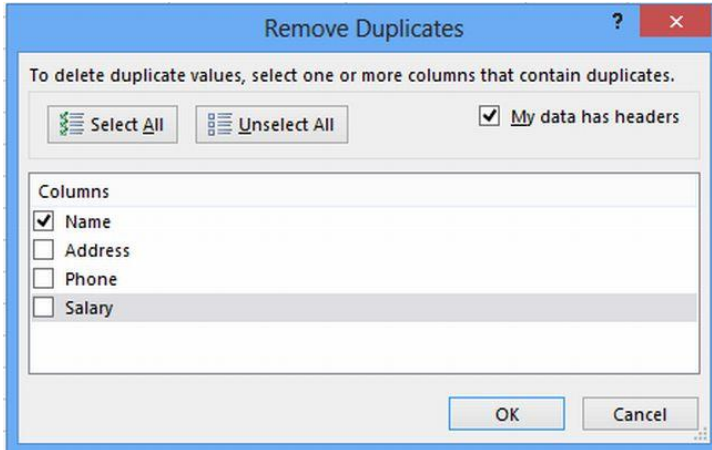 Remove Duplicates
?
To delete duplicate values, select one or more columns that contain duplicates.
Select All
Unselect All
My data has headers
Columns
Name
Address
Phone
Salary
OK
Cancel